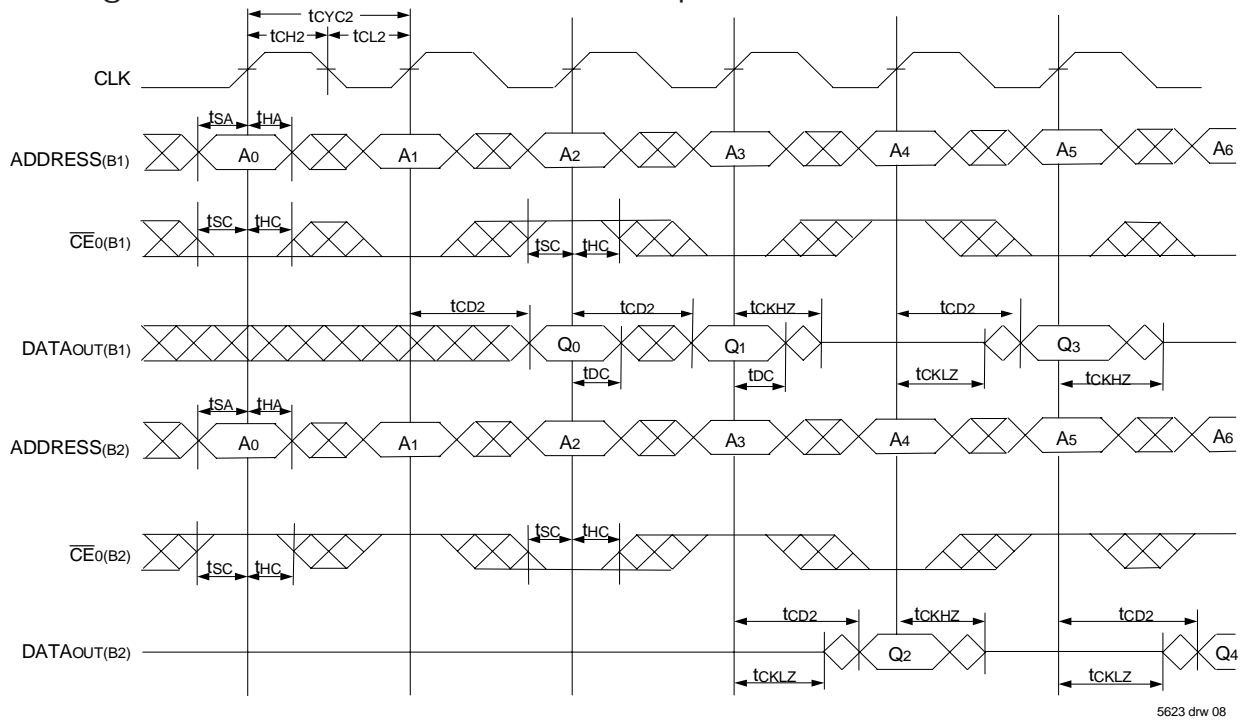 tCYC2
tCH2 tCL2
CLK
tSA tHA
ADDRESS(B1) A0 A1 A2 A3 A4 A5 A6
tSC tHC
CE0(B1)
tSC tHC
tCD2 tCD2 tCKHZ tCD2
DATAOUT(B1) Q0 Q1 Q3
tDC tDC tCKLZ tCKHZ
tSA tHA
ADDRESS(B2) A0 A1 A2 A3 A4 A5 A6
tSC tHC
CE0(B2)
tSC tHC
tCD2 tCKHZ tCD2
DATAOUT(B2) Q2 Q4
tCKLZ tCKLZ
5623 drw 08